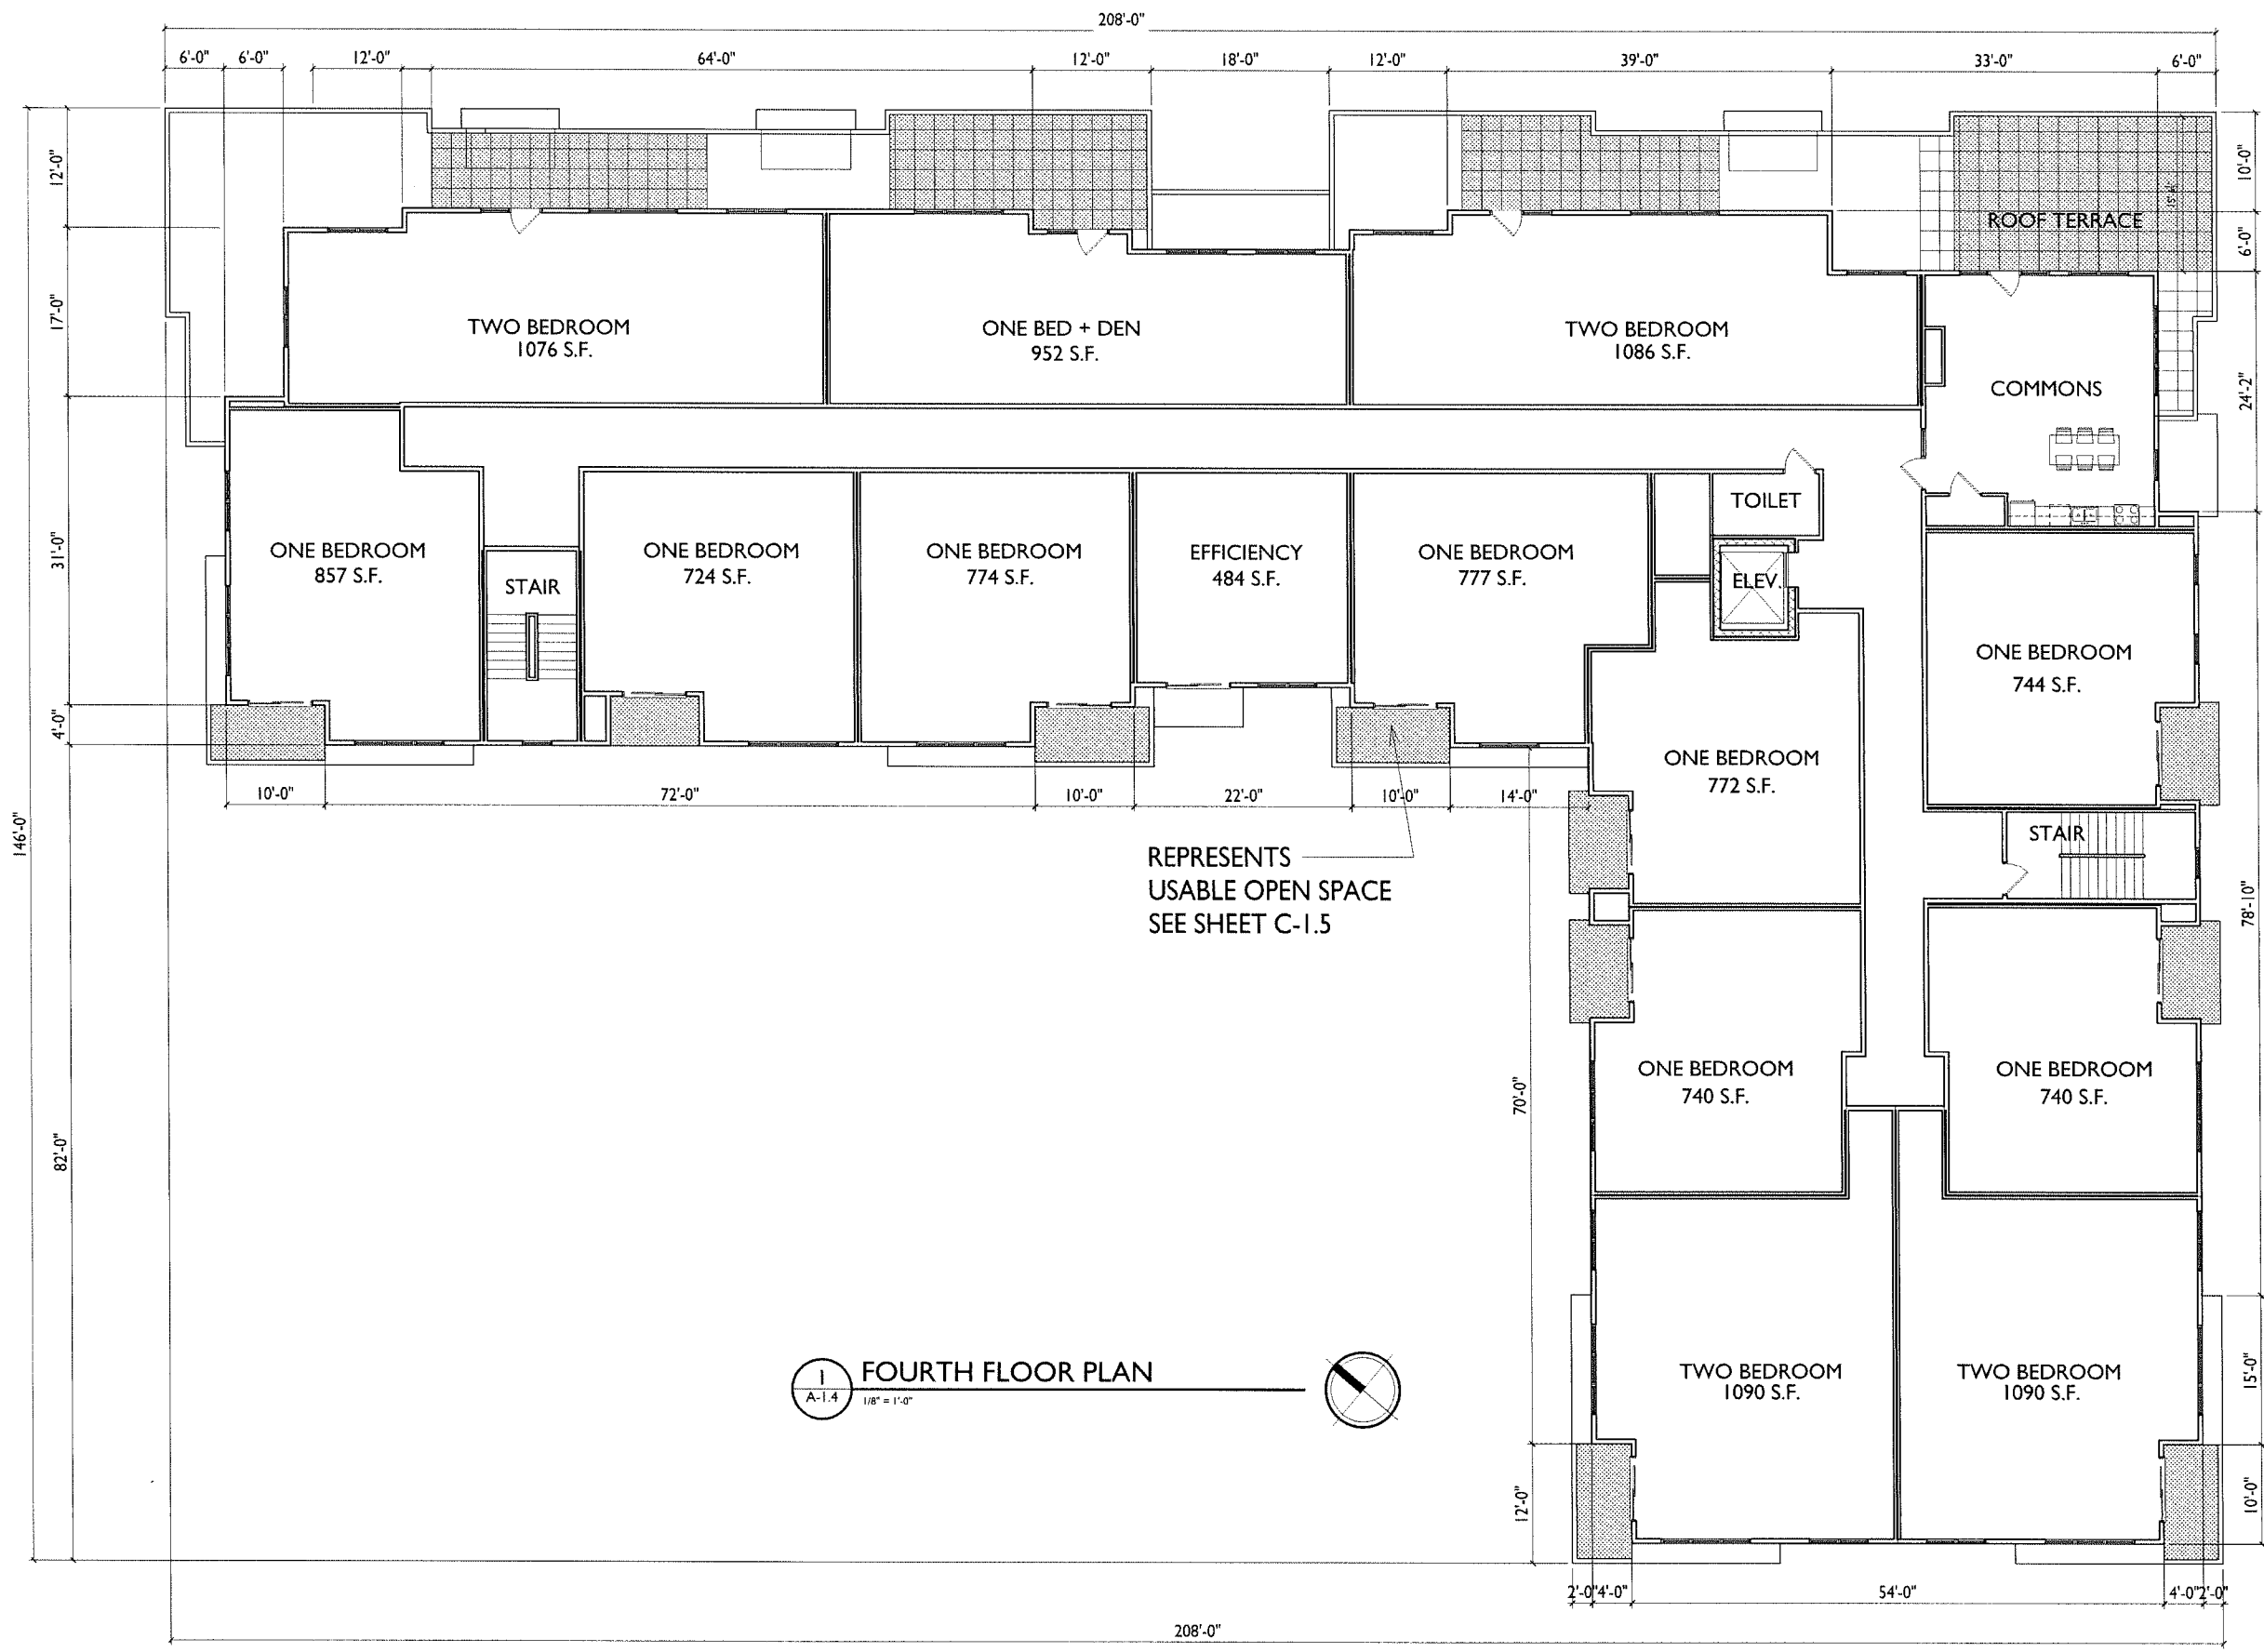 208'-0"
6'-0" 6'-0" 12'-0" 64'-0" 12'-0" 18'-0" 12'-0" 39'-0" 33'-0" 6'-0"
12'-0"
10'-0"
ROOF TERRACE
6'-0"
17'-0"
TWO BEDROOM
1076 S.F.
ONE BED + DEN
952 S.F.
TWO BEDROOM
1086 S.F.
COMMONS
24'-2"
TOILET
31'-0"
ONE BEDROOM
857 S.F.
STAIR
ONE BEDROOM
724 S.F.
ONE BEDROOM
774 S.F.
EFFICIENCY
484 S.F.
ONE BEDROOM
777 S.F.
ELEV.
ONE BEDROOM
744 S.F.
4'-0"
ONE BEDROOM
772 S.F.
10'-0" 72'-0" 10'-0" 22'-0" 10'-0" 14'-0"
146'-0"
STAIR
REPRESENTS
USABLE OPEN SPACE
SEE SHEET C-1.5
78'-10"
ONE BEDROOM
740 S.F.
ONE BEDROOM
740 S.F.
70'-0"
82'-0"
1
A-1.4
FOURTH FLOOR PLAN
1/8" = 1'-0"
TWO BEDROOM
1090 S.F.
TWO BEDROOM
1090 S.F.
15'-0"
12'-0"
10'-0"
2'-0" 4'-0" 54'-0" 4'-0" 2'-0"
208'-0"